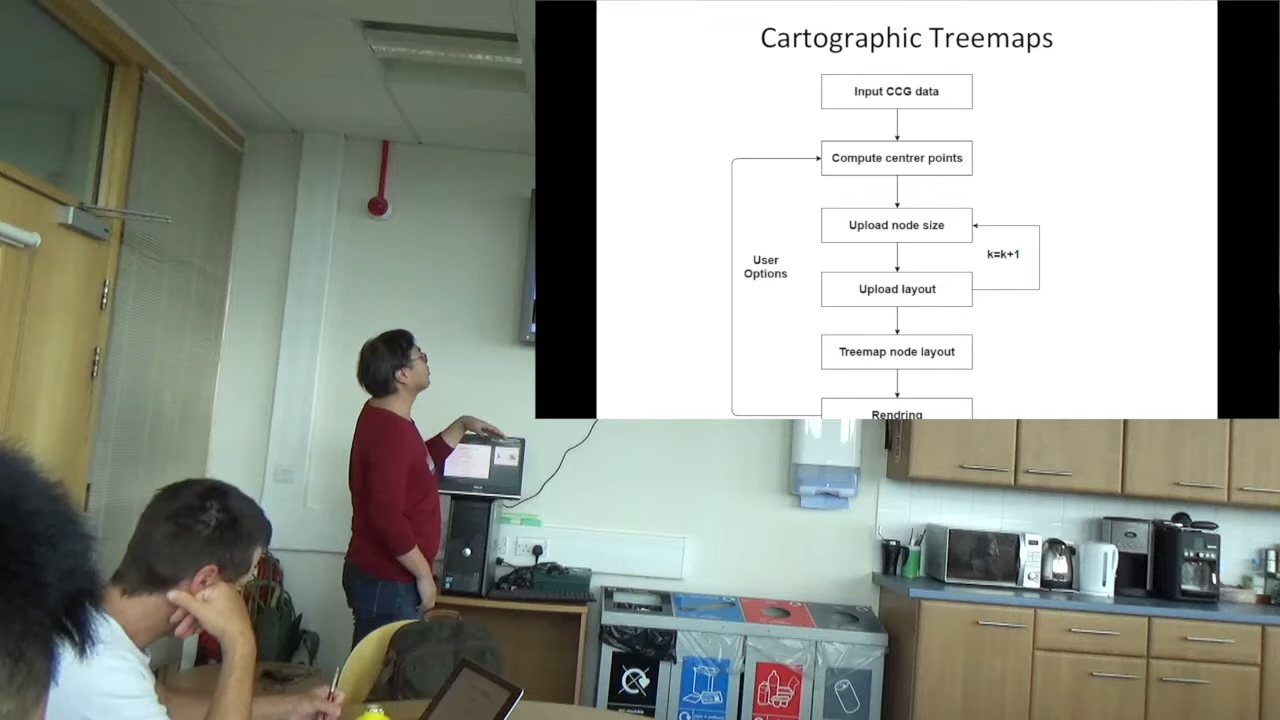 Cartographic Treemaps
Input CCG data
Compute centrer points
Upload node size
k=k+1
User
Options
Upload layout
Treemap node layout
Rendring